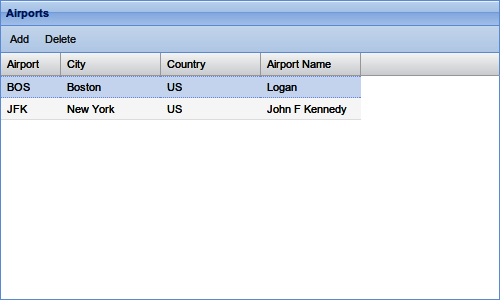 Airports
Add Delete
Airport City Country Airport Name
BOS Boston US Logan
JFK New York US John F Kennedy